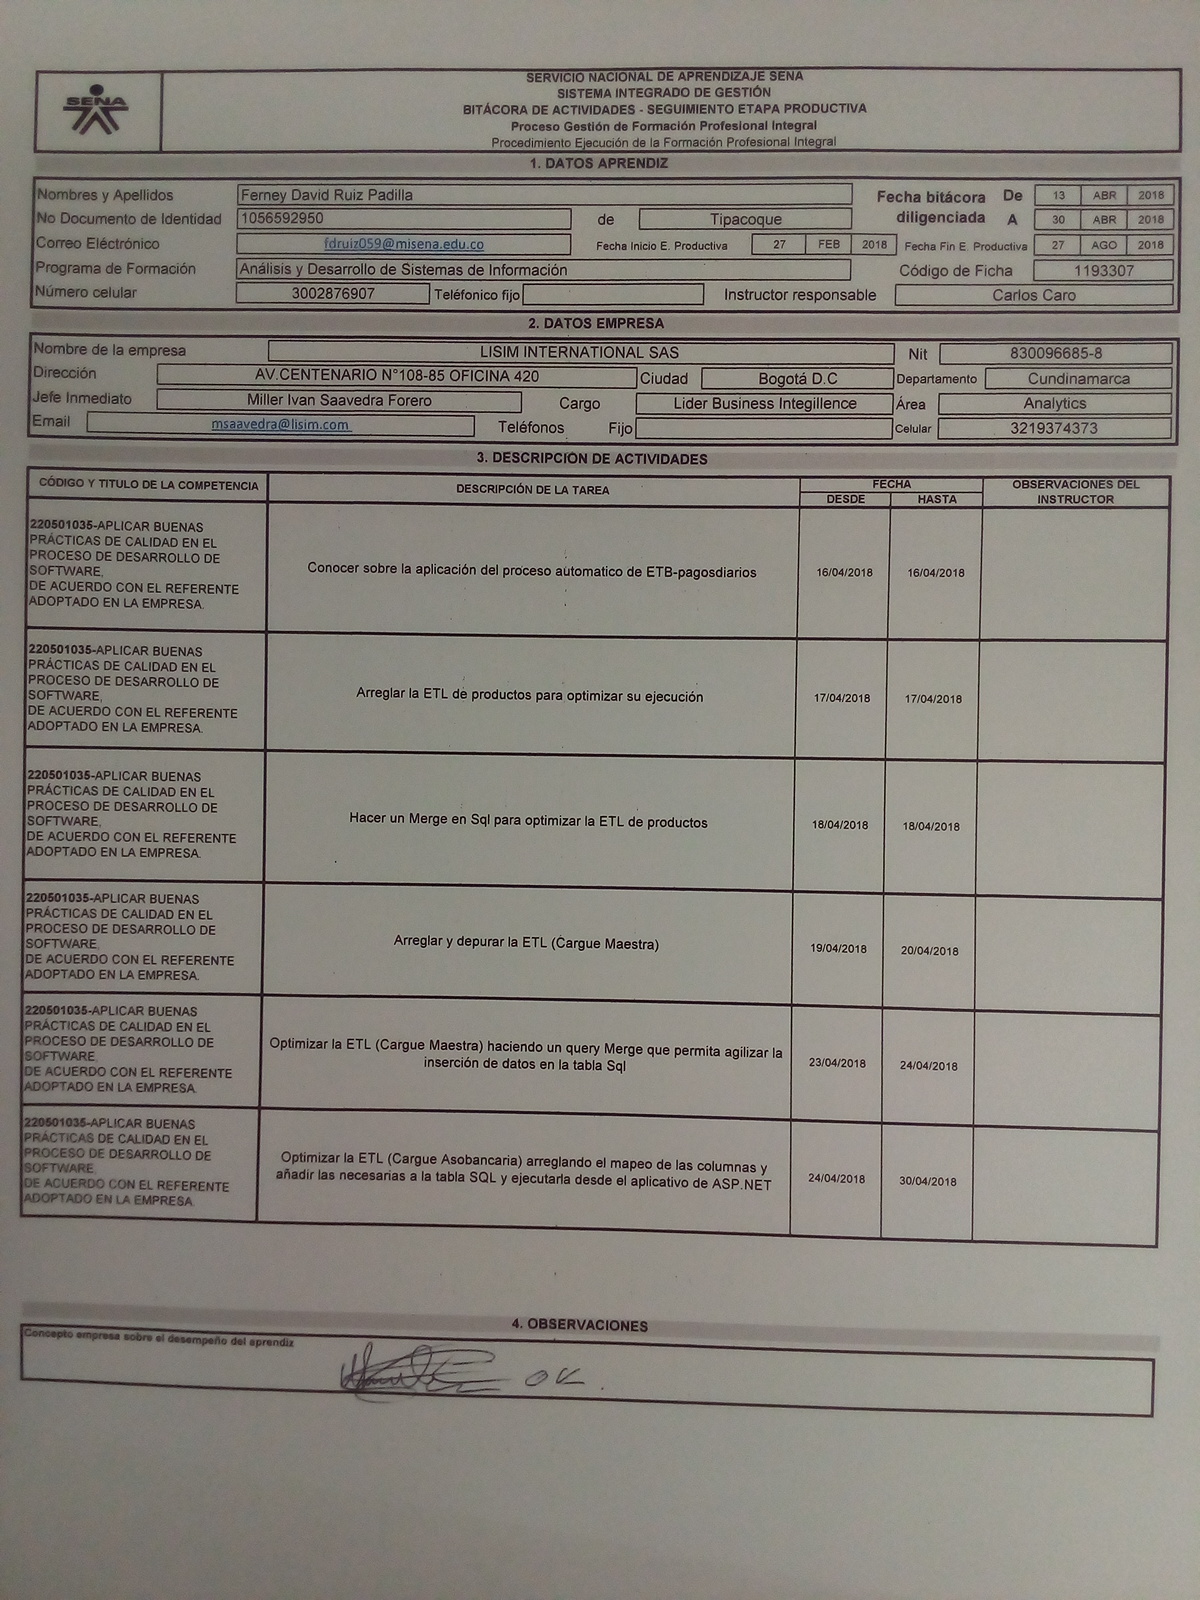 SENA
SERVICIO NACIONAL DE APRENDIZAJE SENA
SISTEMA INTEGRADO DE GESTIÓN
BITÁCORA DE ACTIVIDADES - SEGUIMIENTO ETAPA PRODUCTIVA
Proceso Gestión de Formación Profesional Integral
Procedimiento Ejecución de la Formación Profesional Integral
1. DATOS APRENDIZ
Nombres y Apellidos Ferney David Ruiz Padilla Fecha bitácora De 13 ABR 2018
No Documento de Identidad 1056592950 de Tipacoque diligenciada A 30 ABR 2018
Correo Eléctrónico fdruiz059@misena.edu.co Fecha Inicio E. Productiva 27 FEB 2018 Fecha Fin E. Productiva 27 AGO 2018
Programa de Formación Análisis y Desarrollo de Sistemas de Información Código de Ficha 1193307
Número celular 3002876907 Teléfonico fijo Instructor responsable Carlos Caro
2. DATOS EMPRESA
Nombre de la empresa LISIM INTERNATIONAL SAS Nit 830096685-8
Dirección AV.CENTENARIO N°108-85 OFICINA 420 Ciudad Bogotá D.C Departamento Cundinamarca
Jefe Inmediato Miller Ivan Saavedra Forero Cargo Lider Business Integillence Área Analytics
Email msaavedra@lisim.com Teléfonos Fijo Celular 3219374373
3. DESCRIPCIÓN DE ACTIVIDADES
CÓDIGO Y TITULO DE LA COMPETENCIA DESCRIPCIÓN DE LA TAREA FECHA OBSERVACIONES DEL
DESDE HASTA INSTRUCTOR
220501035-APLICAR BUENAS
PRÁCTICAS DE CALIDAD EN EL
PROCESO DE DESARROLLO DE
SOFTWARE,
DE ACUERDO CON EL REFERENTE
ADOPTADO EN LA EMPRESA.
Conocer sobre la aplicación del proceso automatico de ETB-pagosdiarios 16/04/2018 16/04/2018
220501035-APLICAR BUENAS
PRÁCTICAS DE CALIDAD EN EL
PROCESO DE DESARROLLO DE
SOFTWARE,
DE ACUERDO CON EL REFERENTE
ADOPTADO EN LA EMPRESA.
Arreglar la ETL de productos para optimizar su ejecución 17/04/2018 17/04/2018
220501035-APLICAR BUENAS
PRÁCTICAS DE CALIDAD EN EL
PROCESO DE DESARROLLO DE
SOFTWARE,
DE ACUERDO CON EL REFERENTE
ADOPTADO EN LA EMPRESA.
Hacer un Merge en Sql para optimizar la ETL de productos 18/04/2018 18/04/2018
220501035-APLICAR BUENAS
PRÁCTICAS DE CALIDAD EN EL
PROCESO DE DESARROLLO DE
SOFTWARE,
DE ACUERDO CON EL REFERENTE
ADOPTADO EN LA EMPRESA.
Arreglar y depurar la ETL (Cargue Maestra) 19/04/2018 20/04/2018
220501035-APLICAR BUENAS
PRÁCTICAS DE CALIDAD EN EL
PROCESO DE DESARROLLO DE
SOFTWARE,
DE ACUERDO CON EL REFERENTE
ADOPTADO EN LA EMPRESA.
Optimizar la ETL (Cargue Maestra) haciendo un query Merge que permita agilizar la
inserción de datos en la tabla Sql 23/04/2018 24/04/2018
220501035-APLICAR BUENAS
PRÁCTICAS DE CALIDAD EN EL
PROCESO DE DESARROLLO DE
SOFTWARE,
DE ACUERDO CON EL REFERENTE
ADOPTADO EN LA EMPRESA.
Optimizar la ETL (Cargue Asobancaria) arreglando el mapeo de las columnas y
añadir las necesarias a la tabla SQL y ejecutarla desde el aplicativo de ASP.NET 24/04/2018 30/04/2018
4. OBSERVACIONES
Concepto empresa sobre el desempeño del aprendiz
OK.